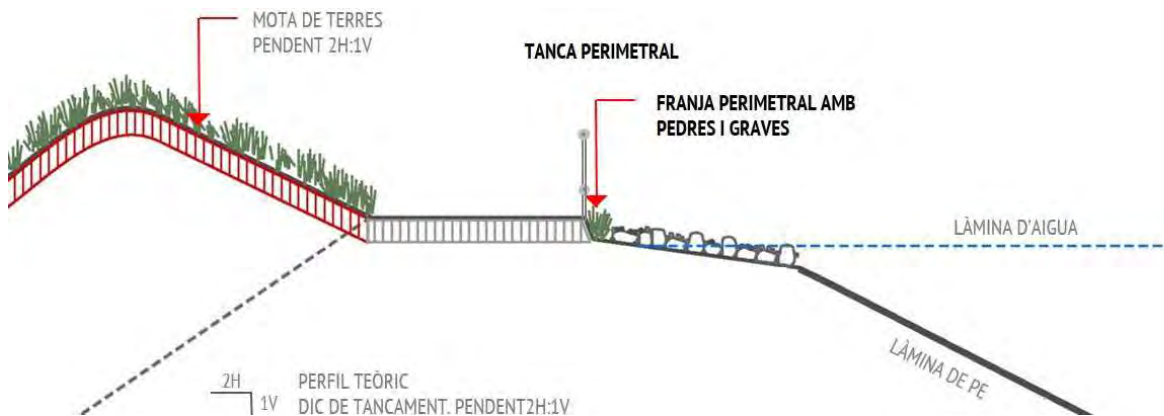 MOTA DE TERRES
PENDENT 2H:1V
TANCA PERIMETRAL
FRANJA PERIMETRAL AMB
PEDRES I GRAVES
LÀMINA D'AIGUA
LÀMINA DE PE
2H
1V
PERFIL TEÒRIC
DIC DE TANCAMENT. PENDENT2H:1V